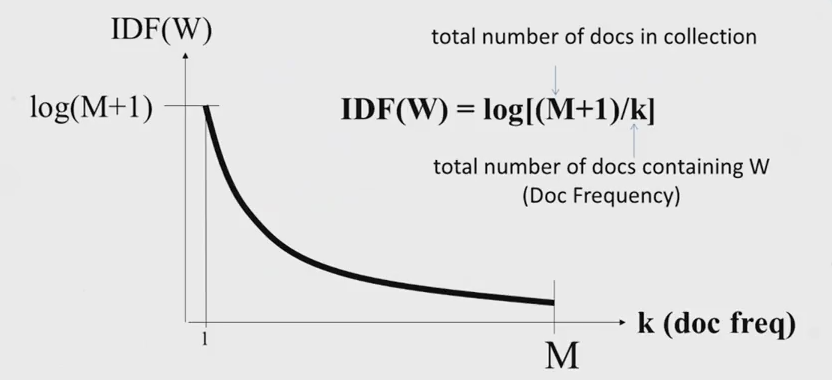 IDF(W)
total number of docs in collection
log(M+1)
IDF(W) = log[(M+1)/k]
total number of docs containing W
(Doc Frequency)
k (doc freq)
1
M